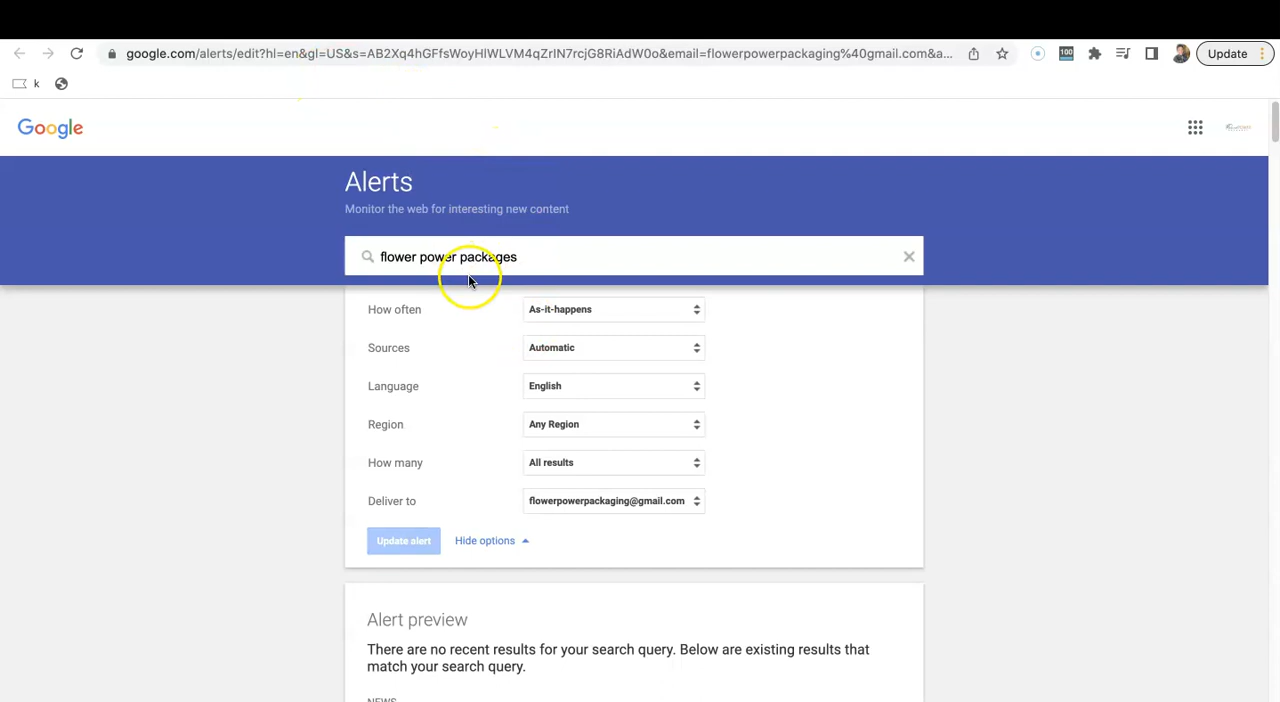 google.com/alerts/edit?hl=en&gl=US&s=AB2Xq4hGFfsWoyHlWLVM4qZrIN7rcjG8RiAdW0o&email=flowerpowerpackaging%40gmail.com&a...
100
Update
k
Google
Alerts
Monitor the web for interesting new content
flower power packages
How often As-it-happens
Sources Automatic
Language English
Region Any Region
How many All results
Deliver to flowerpowerpackaging@gmail.com
Update alert Hide options
Alert preview
There are no recent results for your search query. Below are existing results that
match your search query.
NEWS